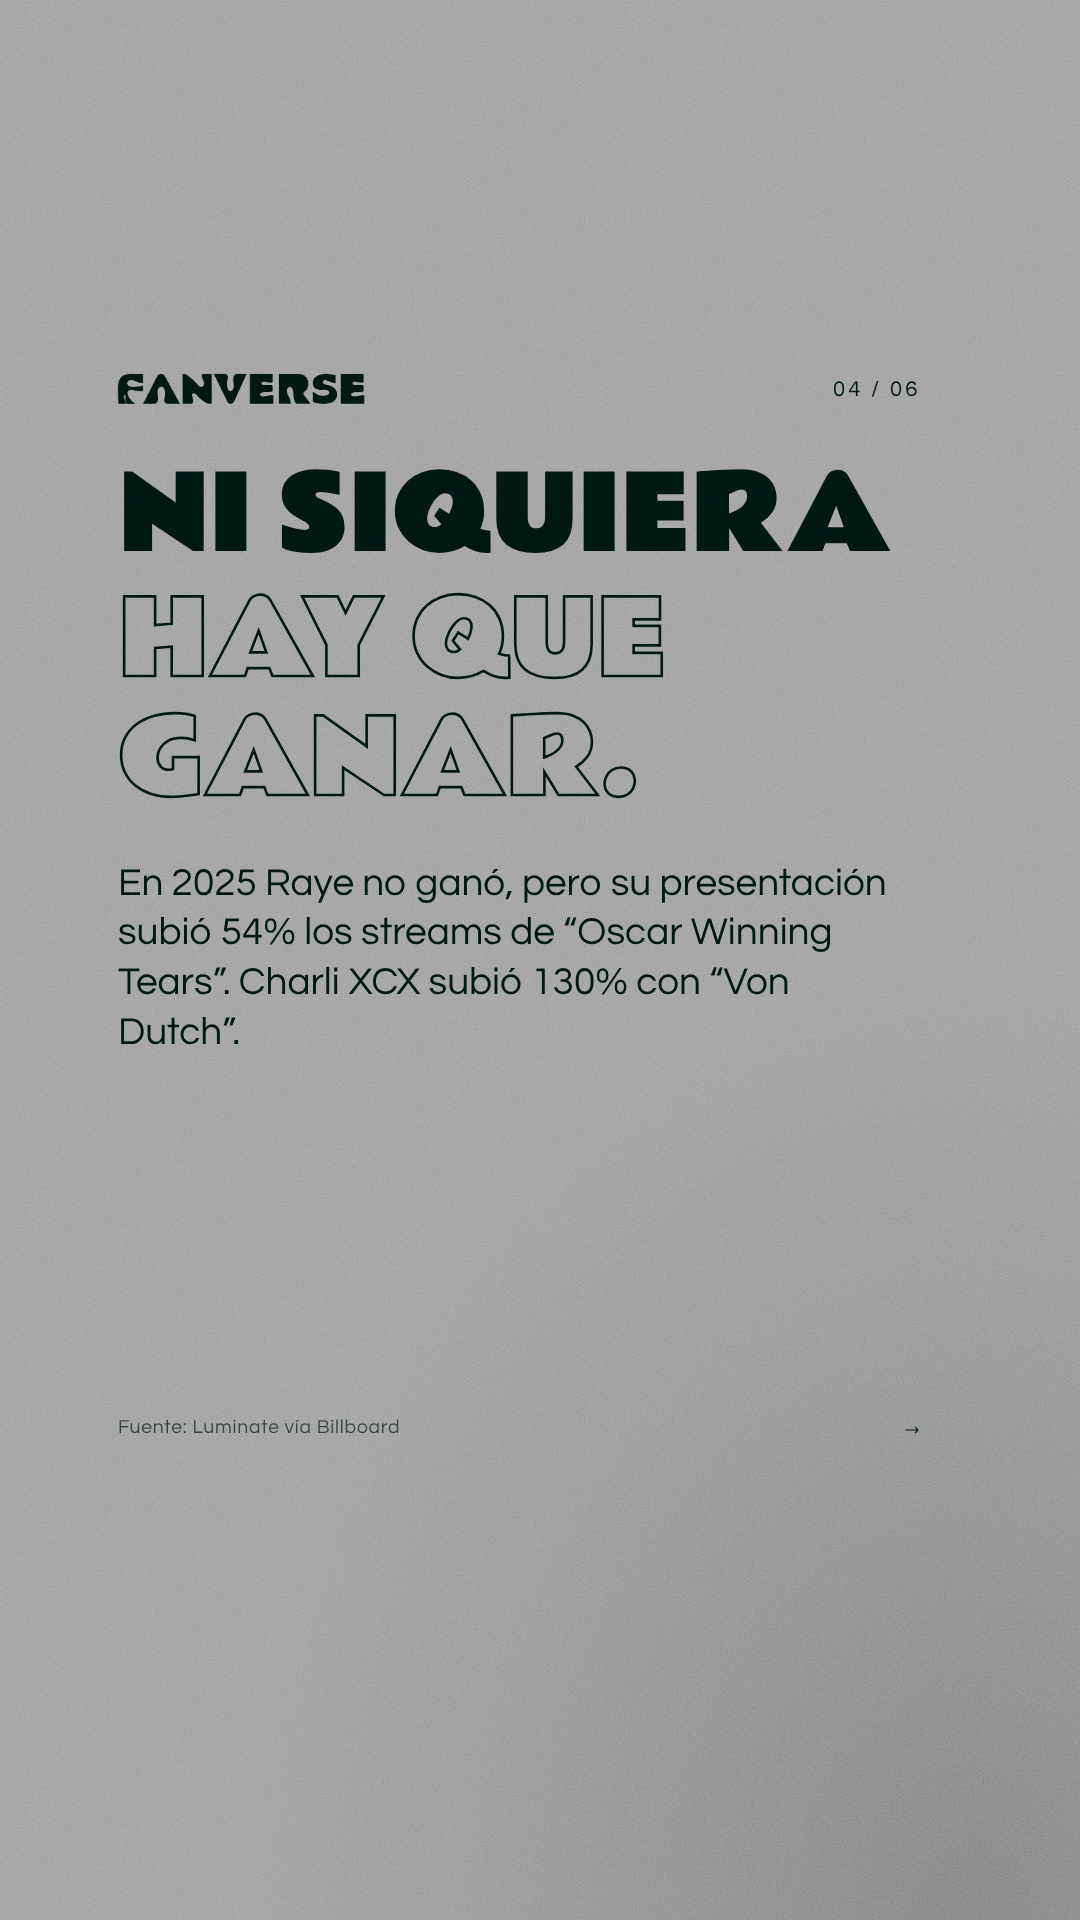 FANVERSE
04 / 06
NI SIQUIERA
HAY QUE
GANAR.
En 2025 Raye no ganó, pero su presentación
subió 54% los streams de “Oscar Winning
Tears”. Charli XCX subió 130% con “Von
Dutch”.
Fuente: Luminate vía Billboard
→